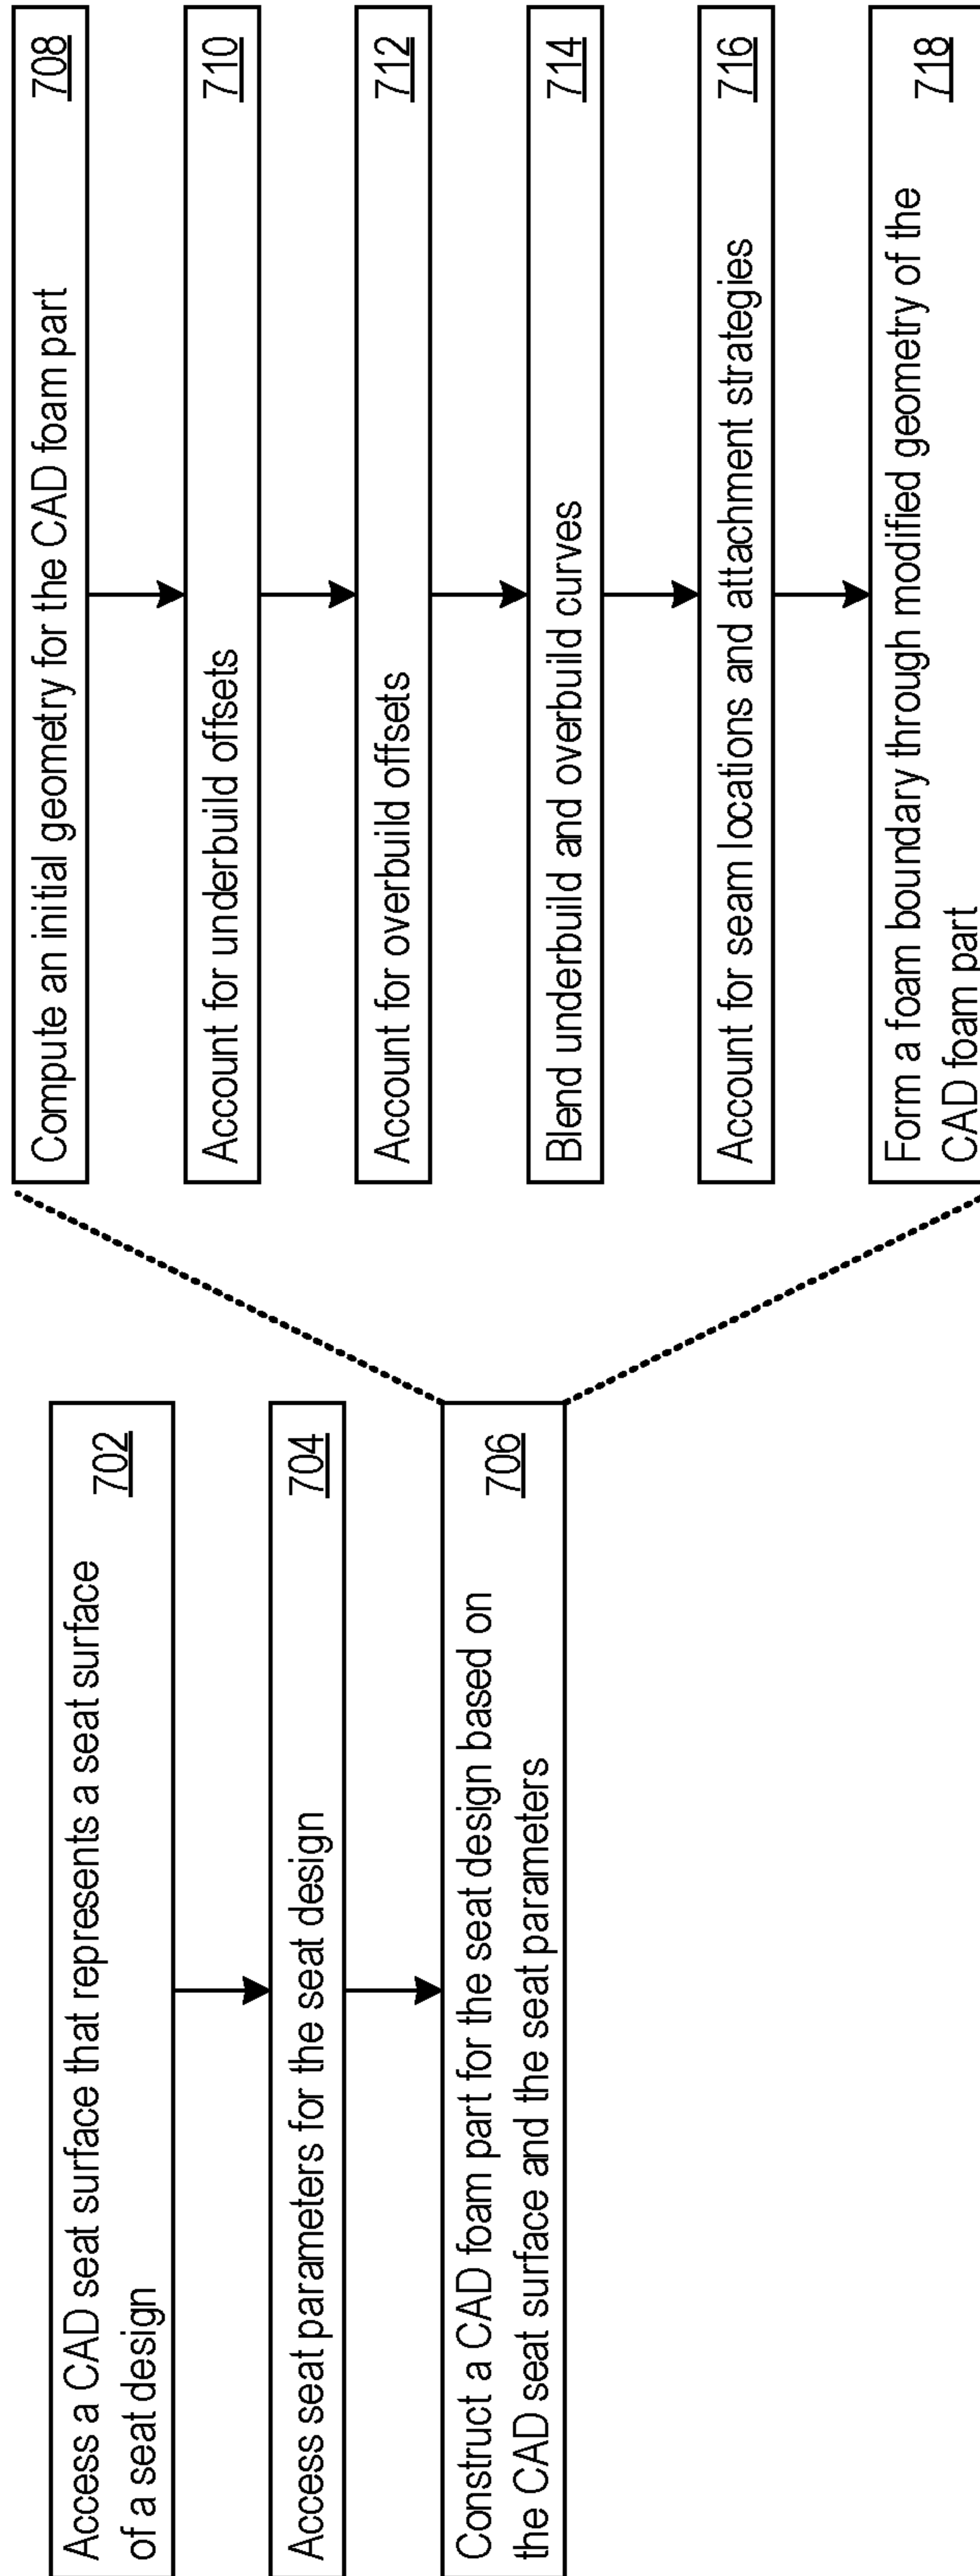 Access a CAD seat surface that represents a seat surface
of a seat design
702
Access seat parameters for the seat design
704
Construct a CAD foam part for the seat design based on
the CAD seat surface and the seat parameters
706
Compute an initial geometry for the CAD foam part
708
Account for underbuild offsets
710
Account for overbuild offsets
712
Blend underbuild and overbuild curves
714
Account for seam locations and attachment strategies
716
Form a foam boundary through modified geometry of the
CAD foam part
718